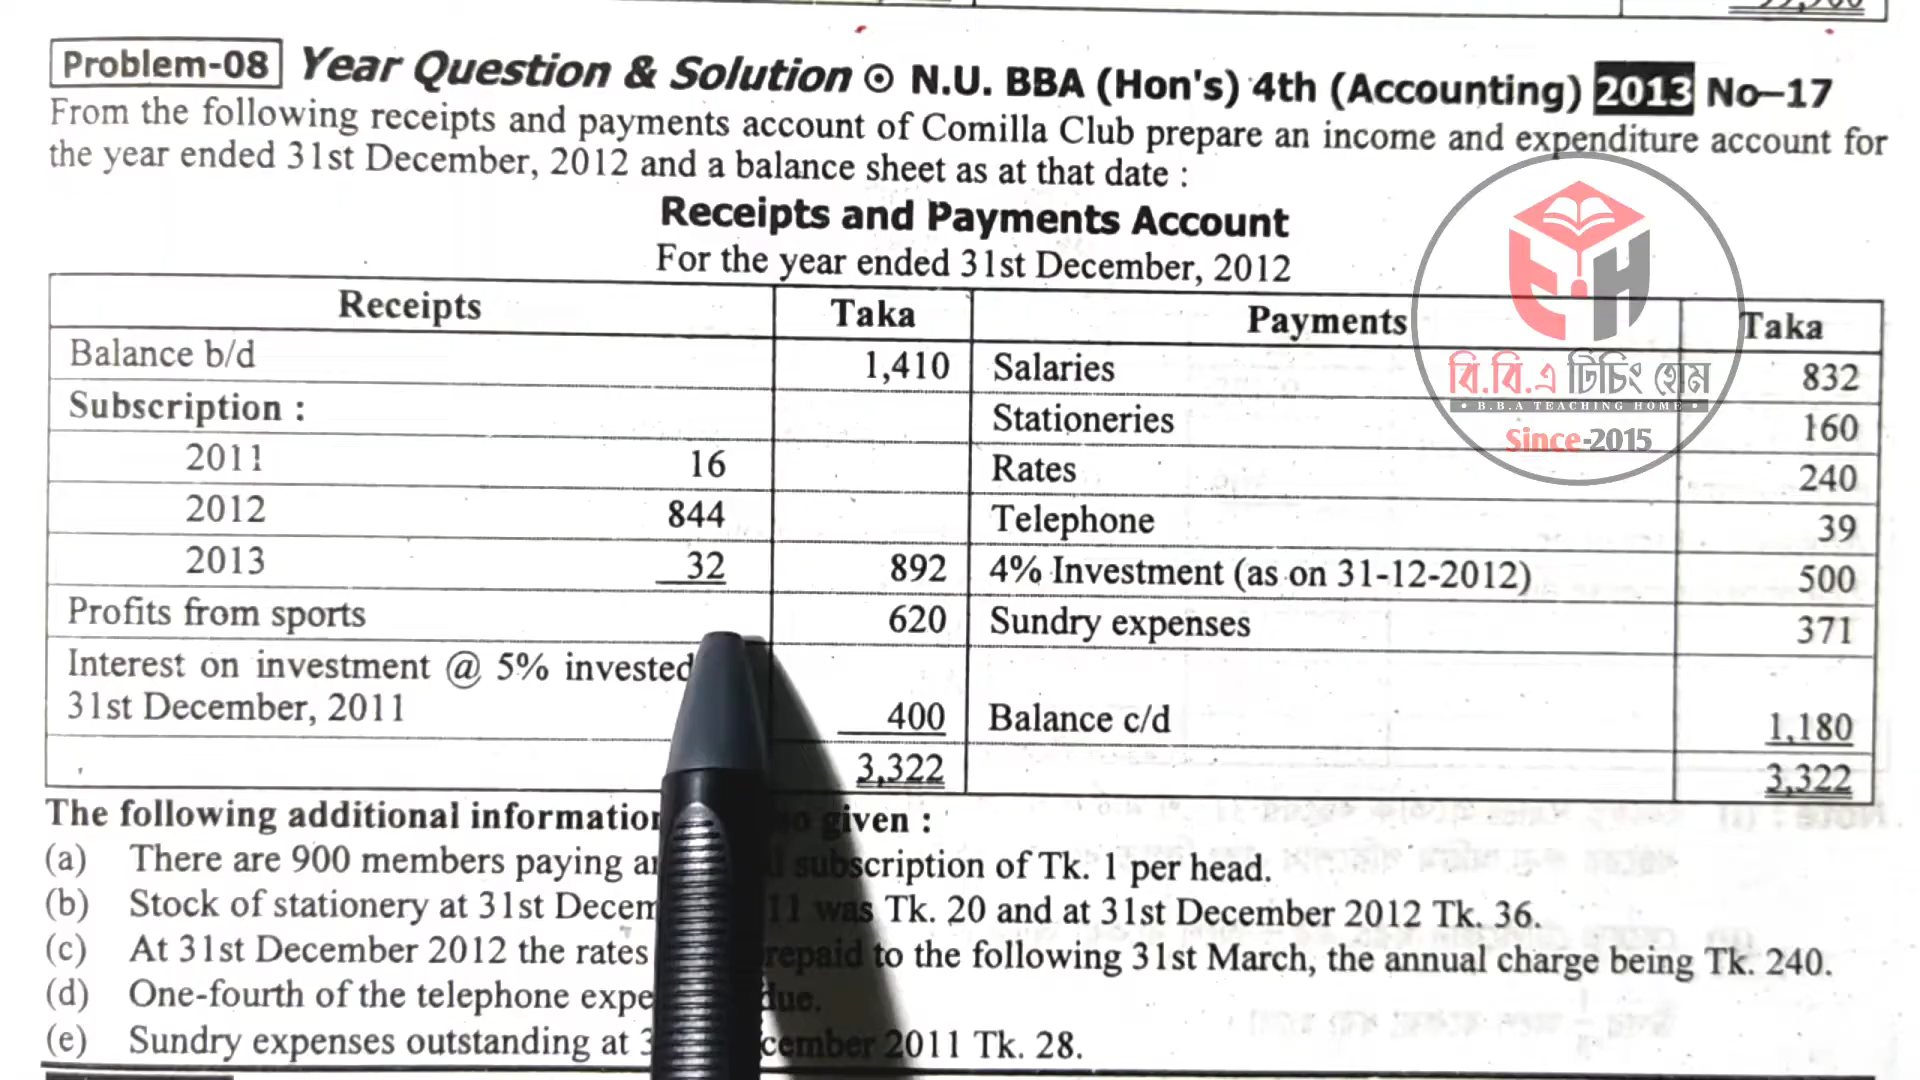 Problem-08 Year Question & Solution ⊙ N.U. BBA (Hon's) 4th (Accounting) 2013 No–17
From the following receipts and payments account of Comilla Club prepare an income and expenditure account for
the year ended 31st December, 2012 and a balance sheet as at that date :
Receipts and Payments Account
For the year ended 31st December, 2012
Receipts Taka Payments Taka
Balance b/d 1,410 Salaries 832
Subscription : Stationeries 160
2011 16 Rates 240
2012 844 Telephone 39
2013 32 892 4% Investment (as on 31-12-2012) 500
Profits from sports 620 Sundry expenses 371
Interest on investment @ 5% invested
31st December, 2011 400 Balance c/d 1,180
3,322 3,322
The following additional information given :
(a) There are 900 members paying subscription of Tk. 1 per head.
(b) Stock of stationery at 31st was Tk. 20 and at 31st December 2012 Tk. 36.
(c) At 31st December 2012 the rates to the following 31st March, the annual charge being Tk. 240.
(d) One-fourth of the telephone due.
(e) Sundry expenses outstanding at 2011 Tk. 28.
বি.বি.এ টিচিং হোম
• B.B.A TEACHING HOME •
Since-2015